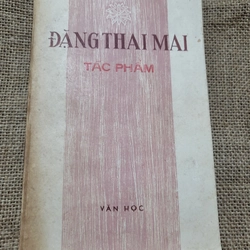 ĐẶNG THAI MAI
TÁC PHẨM
VĂN HỌC